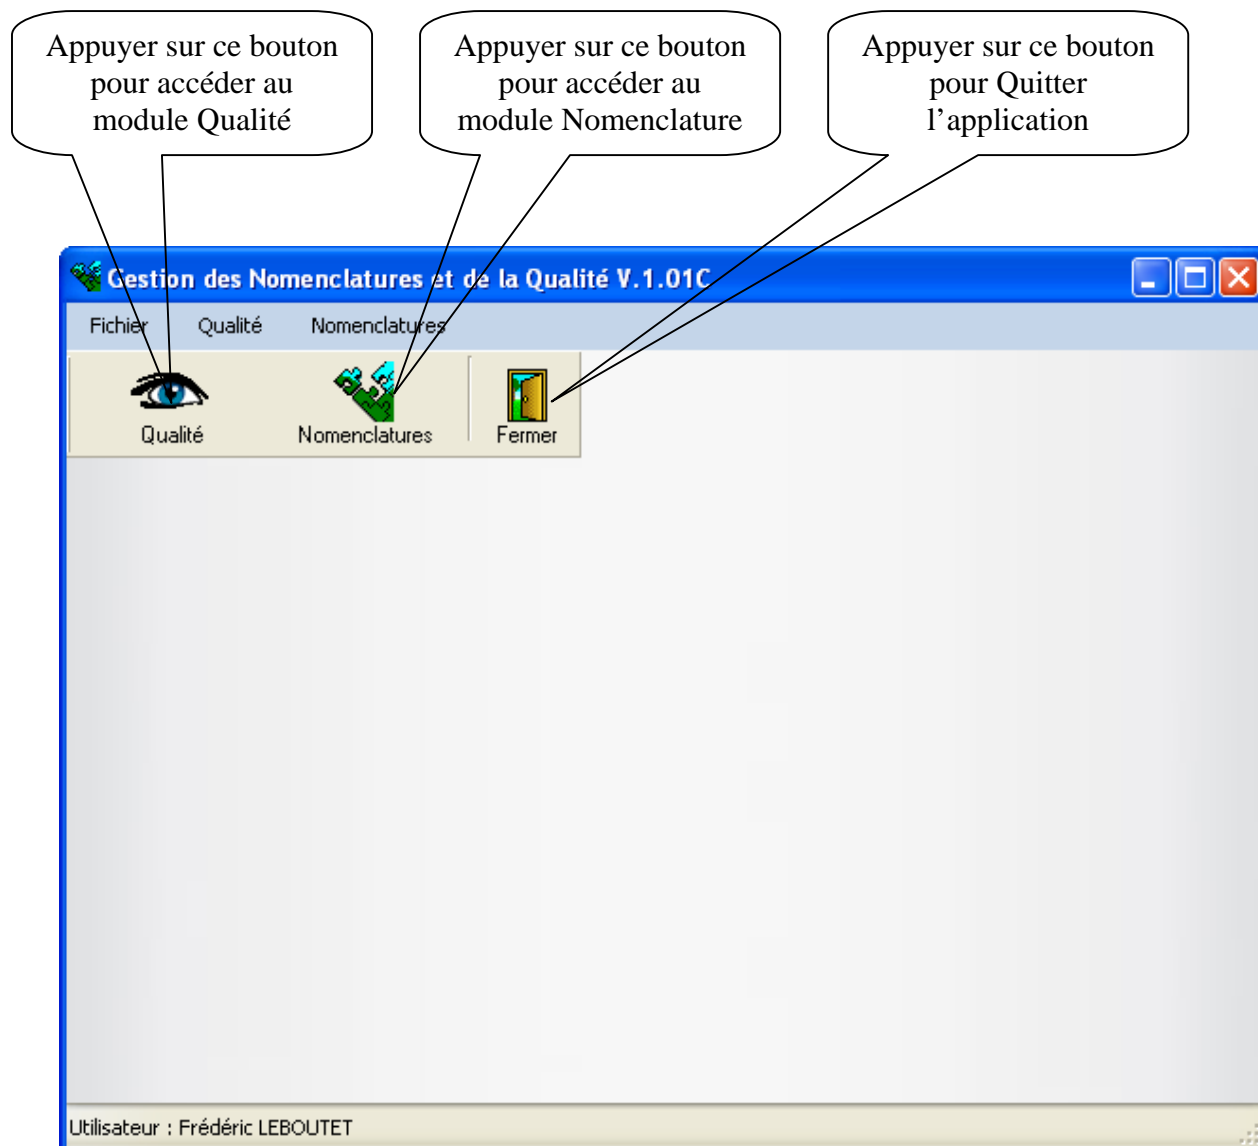 Appuyer sur ce bouton
pour accéder au
module Qualité
Appuyer sur ce bouton
pour accéder au
module Nomenclature
Appuyer sur ce bouton
pour Quitter
l’application
Gestion des Nomenclatures et de la Qualité V.1.01C
Fichier Qualité Nomenclatures
Qualité Nomenclatures Fermer
Utilisateur : Frédéric LEBOUTET